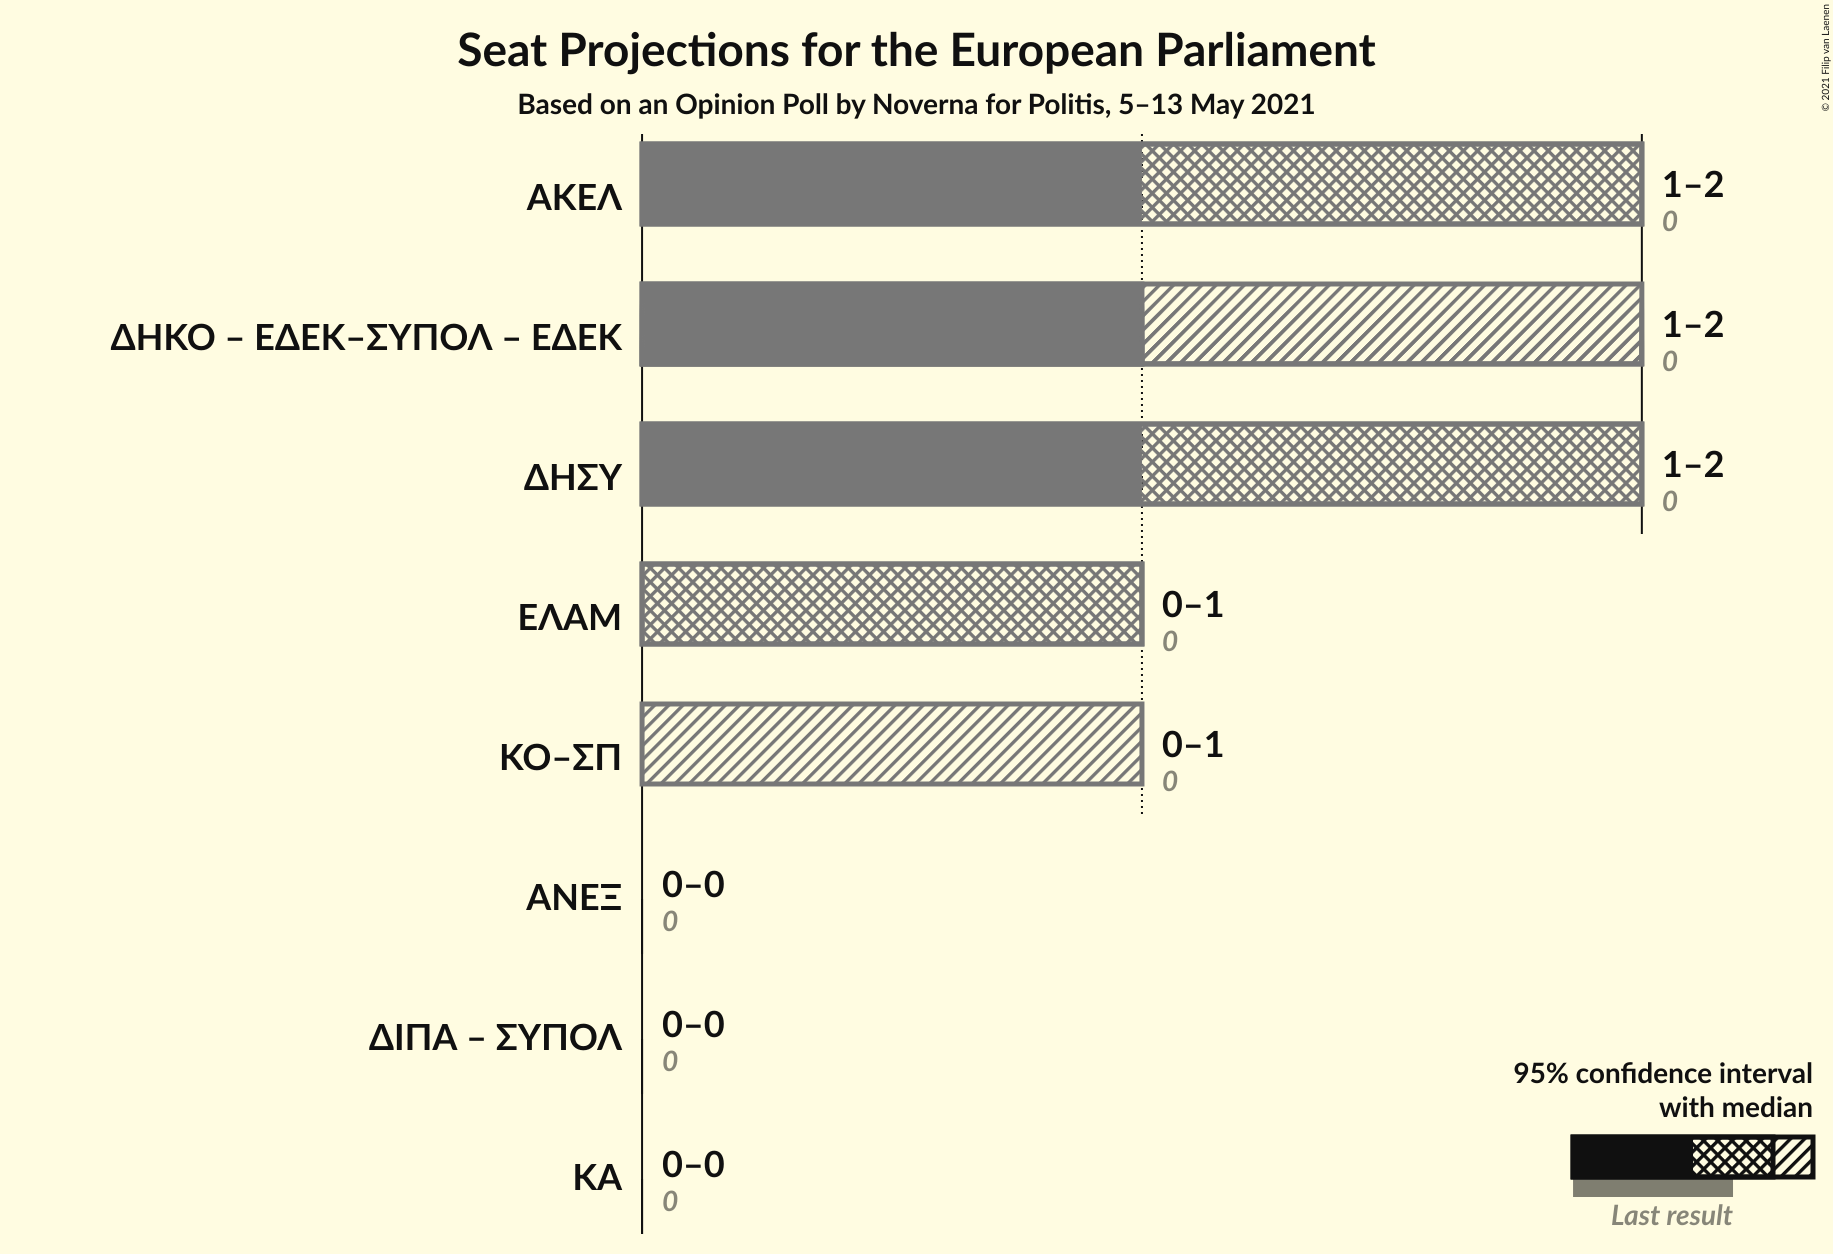 Seat Projections for the European Parliament
Based on an Opinion Poll by Noverna for Politis, 5–13 May 2021
© 2021 Filip van Laenen
ΑΚΕΛ
1–2
0
ΔΗΚΟ – ΕΔΕΚ–ΣΥΠΟΛ – ΕΔΕΚ
1–2
0
ΔΗΣΥ
1–2
0
ΕΛΑΜ
0–1
0
ΚΟ–ΣΠ
0–1
0
ΑΝΕΞ
0–0
0
ΔΙΠΑ – ΣΥΠΟΛ
0–0
0
ΚΑ
0–0
0
95% confidence interval
with median
Last result